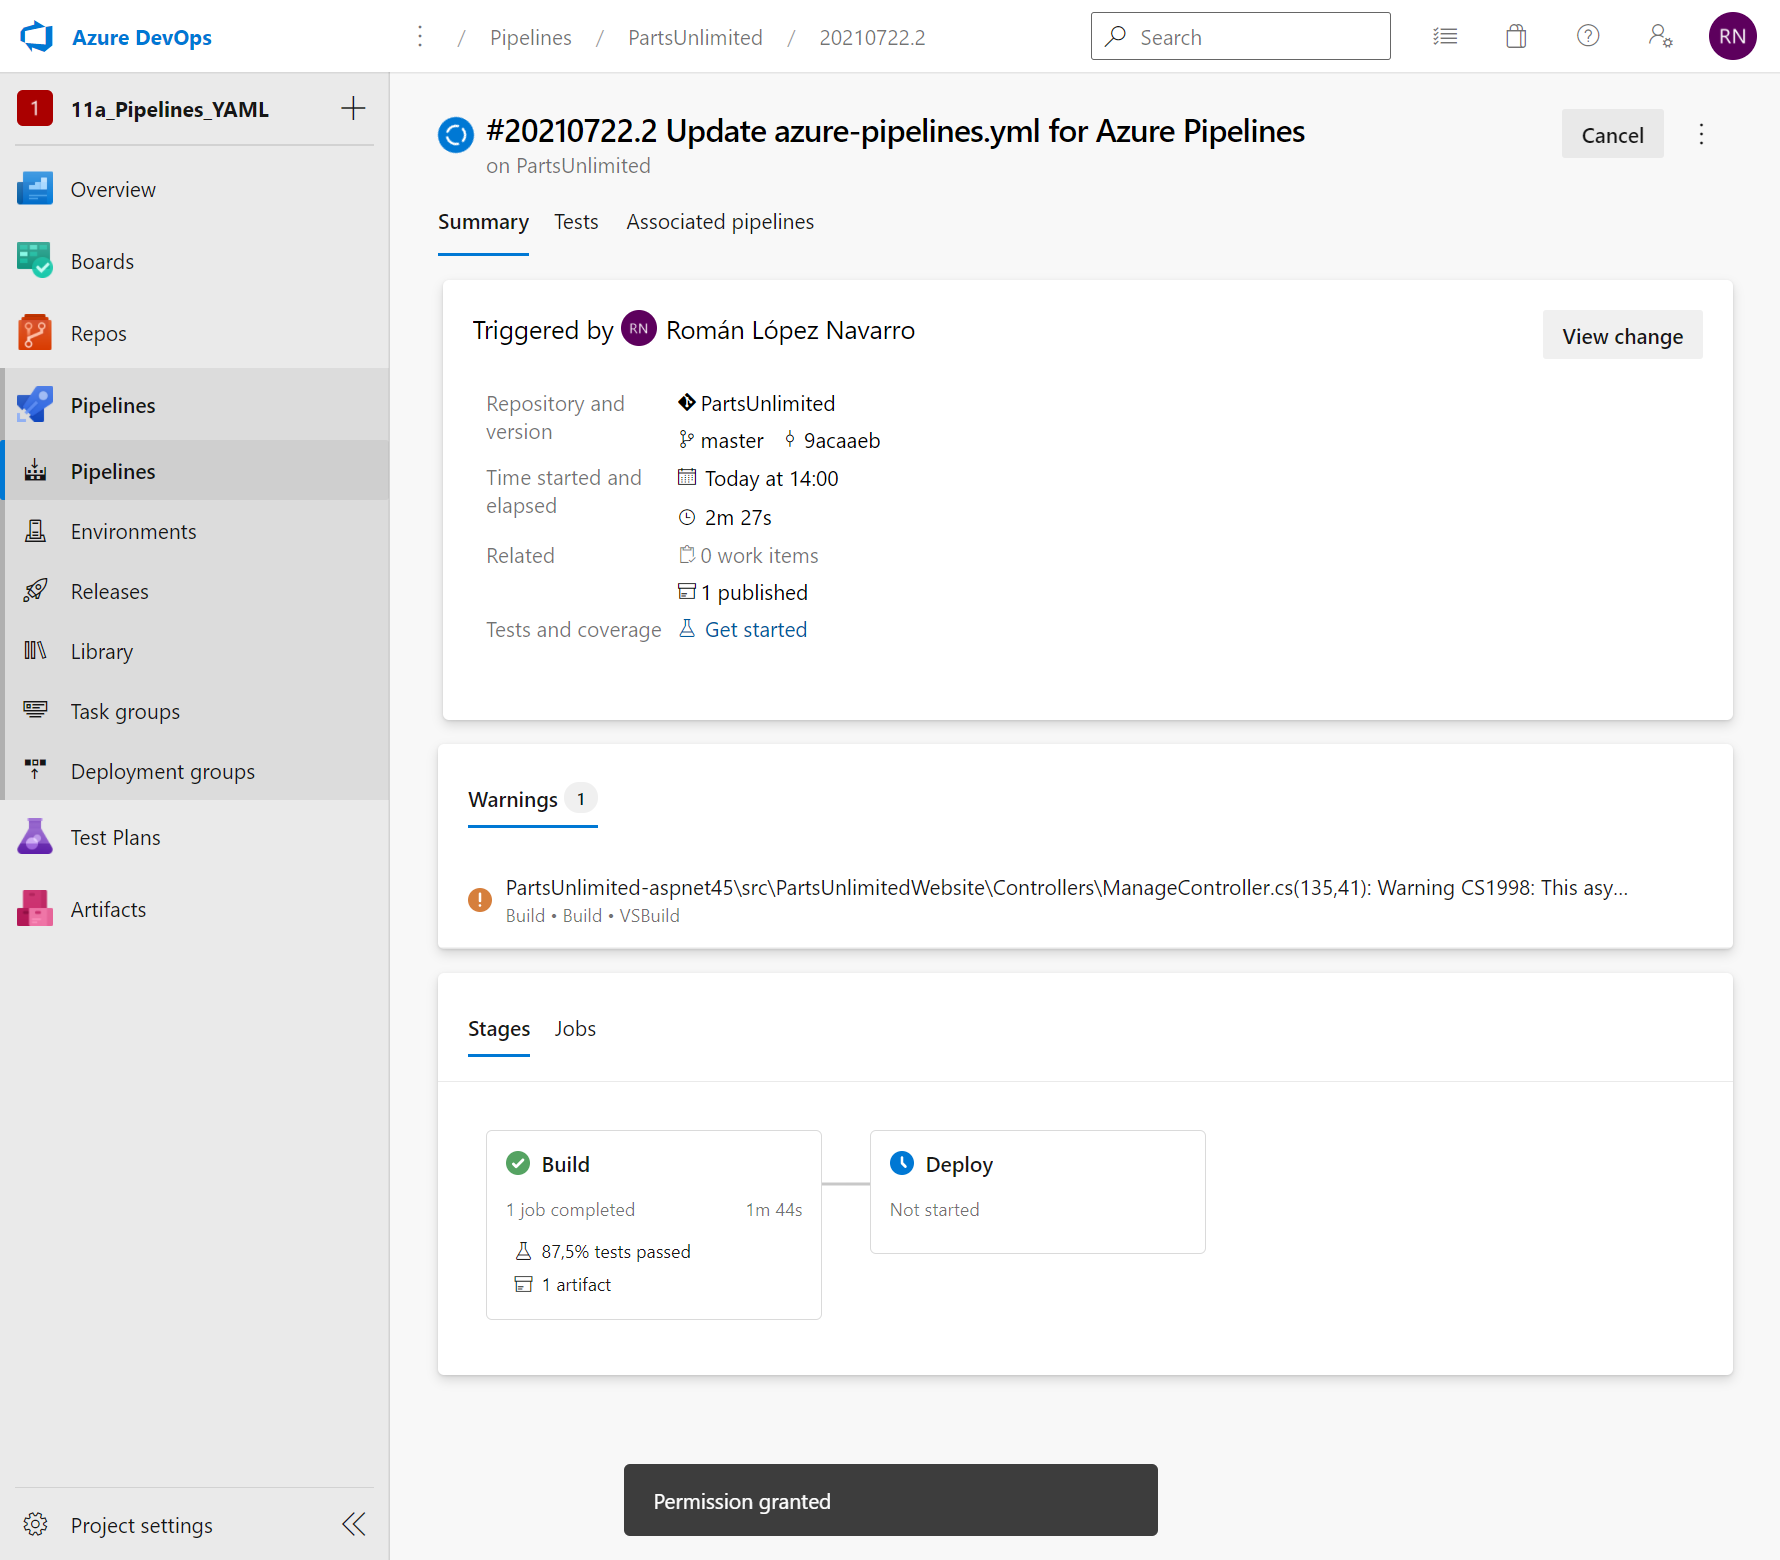 Azure DevOps
/ Pipelines / PartsUnlimited / 20210722.2
Search
RN
1 11a_Pipelines_YAML
Overview
Boards
Repos
Pipelines
Pipelines
Environments
Releases
Library
Task groups
Deployment groups
Test Plans
Artifacts
Project settings
#20210722.2 Update azure-pipelines.yml for Azure Pipelines
on PartsUnlimited
Cancel
Summary Tests Associated pipelines
Triggered by RN Román López Navarro
View change
Repository and version
PartsUnlimited
master 9acaaeb
Time started and elapsed
Today at 14:00
2m 27s
Related
0 work items
1 published
Tests and coverage
Get started
Warnings 1
PartsUnlimited-aspnet45\src\PartsUnlimitedWebsite\Controllers\ManageController.cs(135,41): Warning CS1998: This asy...
Build • Build • VSBuild
Stages Jobs
Build
1 job completed 1m 44s
87,5% tests passed
1 artifact
Deploy
Not started
Permission granted